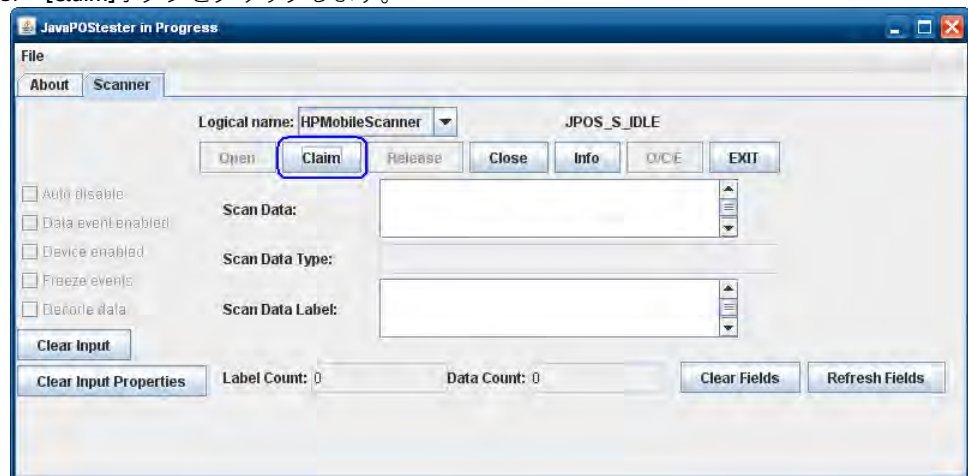 [claim]ボタンをクリックします。
JavaPOStester in Progress
File
About Scanner
Logical name: HPMobileScanner JPOS_S_IDLE
Open Claim Release Close Info O/C/E EXIT
Auto disable
Data event enabled
Device enabled
Freeze events
Decode data
Scan Data:
Scan Data Type:
Scan Data Label:
Clear Input
Clear Input Properties Label Count: 0 Data Count: 0 Clear Fields Refresh Fields